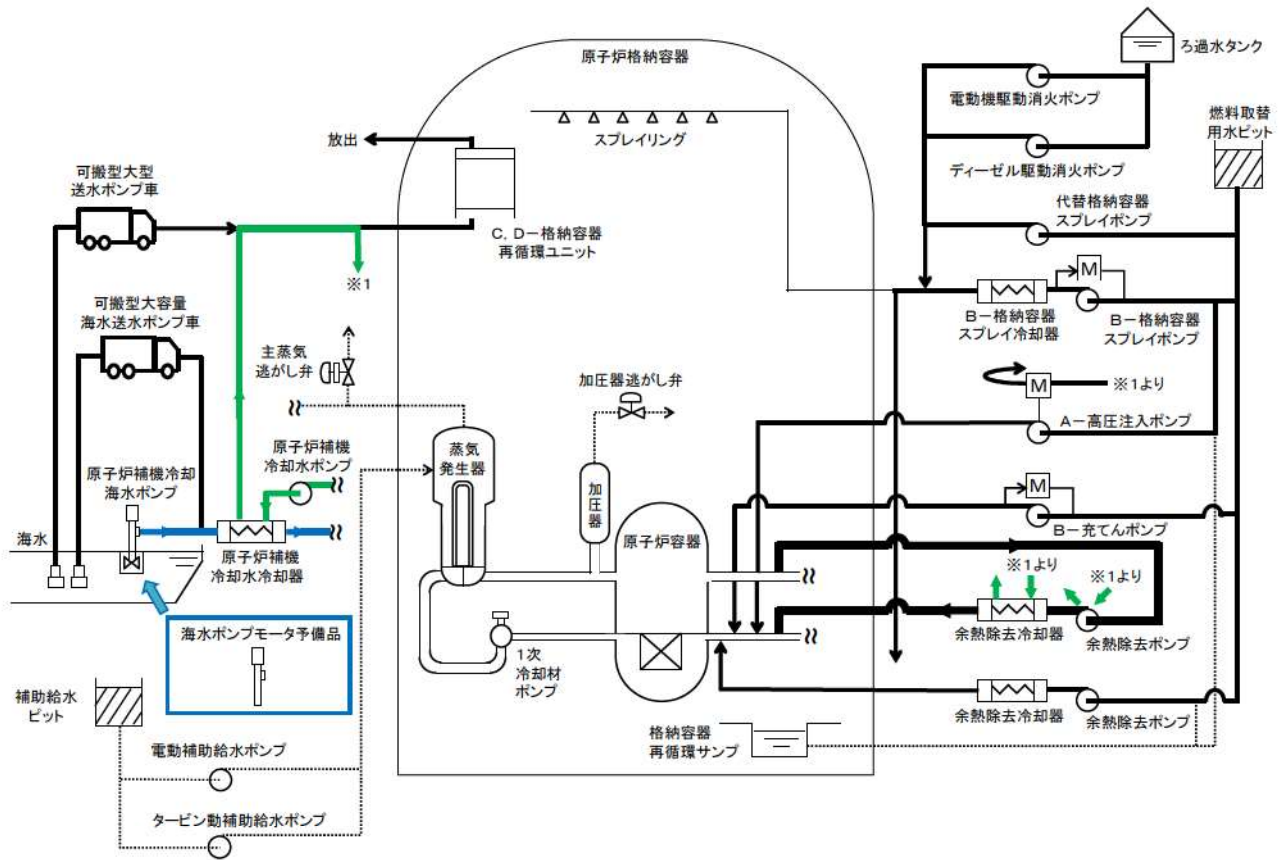 原子炉格納容器
スプレイリング
放出
C，D－格納容器
再循環ユニット
可搬型大型
送水ポンプ車
可搬型大容量
海水送水ポンプ車
※1
主蒸気
逃がし弁
加圧器逃がし弁
蒸気
発生器
加圧器
原子炉容器
1次
冷却材
ポンプ
原子炉補機
冷却水ポンプ
原子炉補機冷却
海水ポンプ
海水
原子炉補機
冷却水冷却器
海水ポンプモータ予備品
補助給水
ピット
電動補助給水ポンプ
タービン動補助給水ポンプ
格納容器
再循環サンプ
ろ過水タンク
電動機駆動消火ポンプ
燃料取替
用水ピット
ディーゼル駆動消火ポンプ
代替格納容器
スプレイポンプ
M
B－格納容器
スプレイ冷却器
B－格納容器
スプレイポンプ
M
※1より
A－高圧注入ポンプ
M
B－充てんポンプ
※1より
※1より
余熱除去冷却器
余熱除去ポンプ
余熱除去冷却器
余熱除去ポンプ